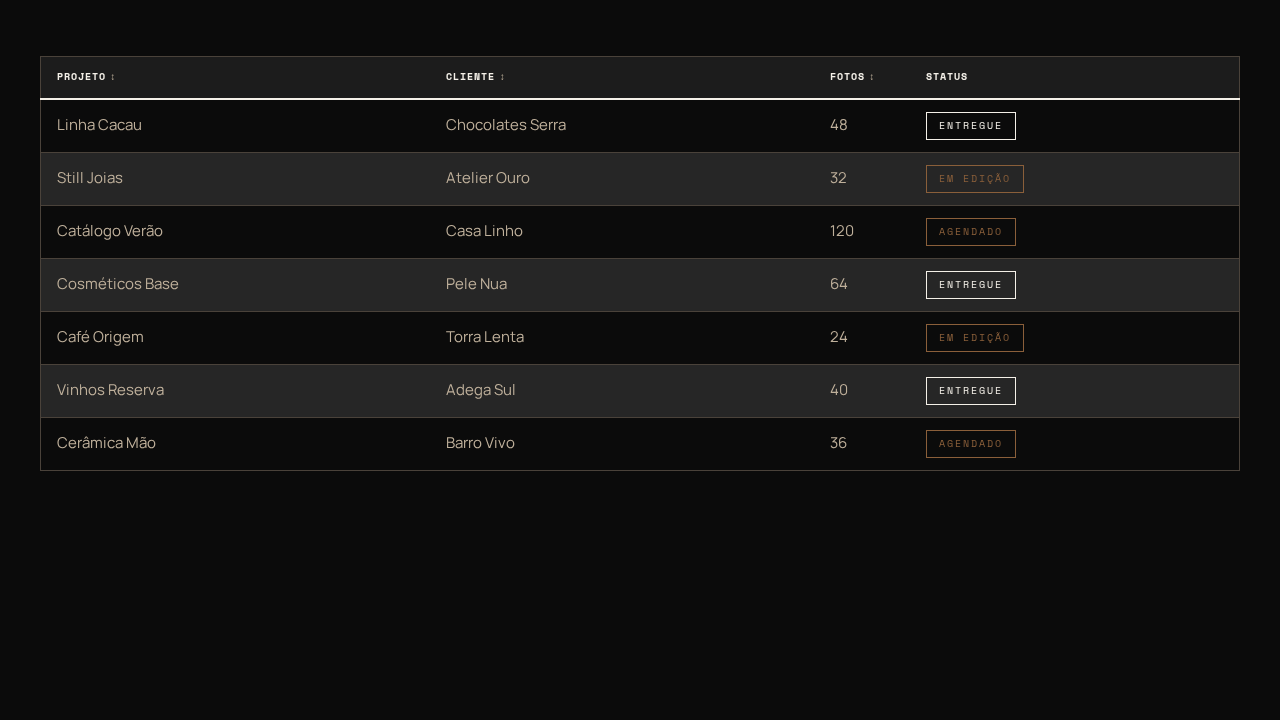 PROJETO ↕ CLIENTE ↕ FOTOS ↕ STATUS
Linha Cacau Chocolates Serra 48 ENTREGUE
Still Joias Atelier Ouro 32 EM EDIÇÃO
Catálogo Verão Casa Linho 120 AGENDADO
Cosméticos Base Pele Nua 64 ENTREGUE
Café Origem Torra Lenta 24 EM EDIÇÃO
Vinhos Reserva Adega Sul 40 ENTREGUE
Cerâmica Mão Barro Vivo 36 AGENDADO